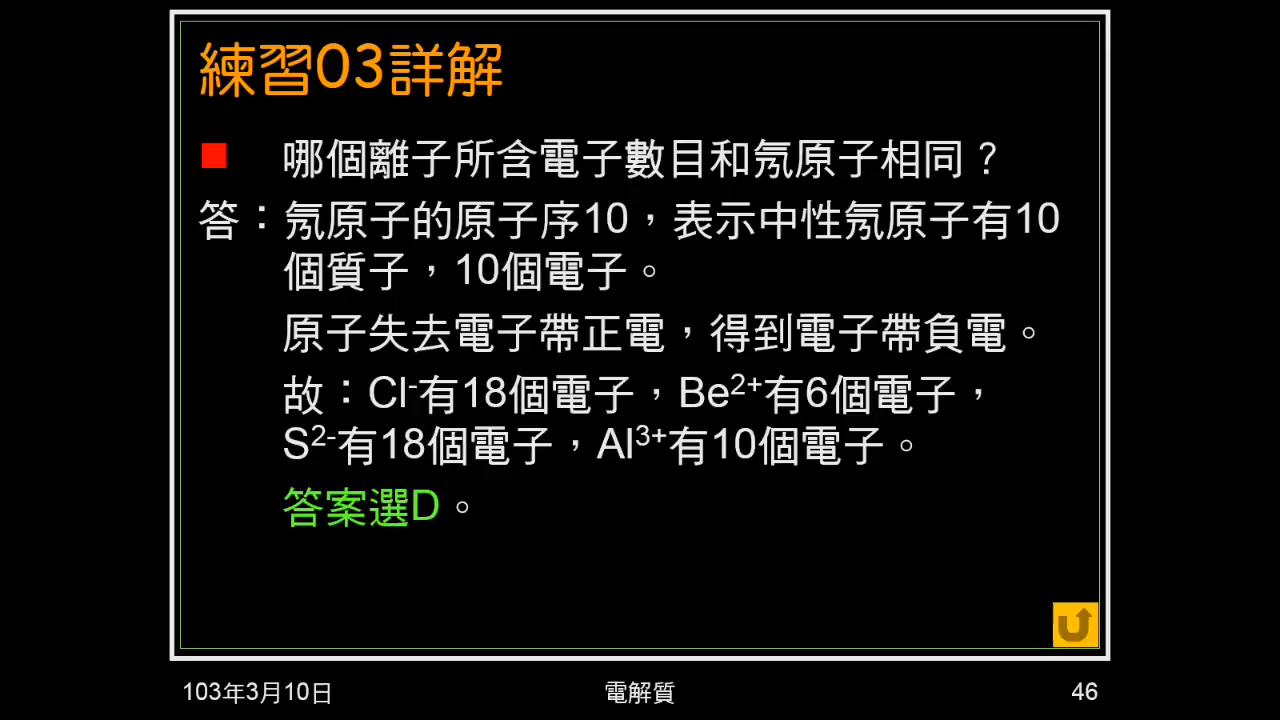 練習03詳解
哪個離子所含電子數目和氖原子相同？
答：氖原子的原子序10，表示中性氖原子有10
個質子，10個電子。
原子失去電子帶正電，得到電子帶負電。
故：Cl⁻有18個電子，Be²⁺有6個電子，
S²⁻有18個電子，Al³⁺有10個電子。
答案選D。
103年3月10日
電解質
46